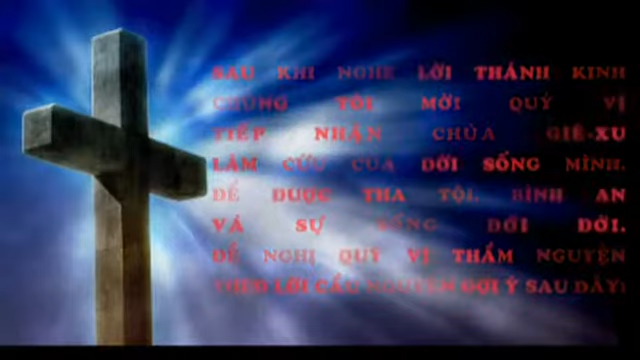 SAU KHI NGHE LỜI THÁNH KINH
CHÚNG TÔI MỜI QUÝ VỊ
TIẾP NHẬN CHÚA GIÊ-XU
LÀM CỨU CỦA ĐỜI SỐNG MÌNH.
ĐỂ ĐƯỢC THA TỘI, BÌNH AN
VÀ SỰ SỐNG ĐỜI ĐỜI.
ĐỀ NGHỊ QUÝ VỊ THẦM NGUYỆN
THEO LỜI CẦU NGUYỆN GỢI Ý SAU ĐÂY: